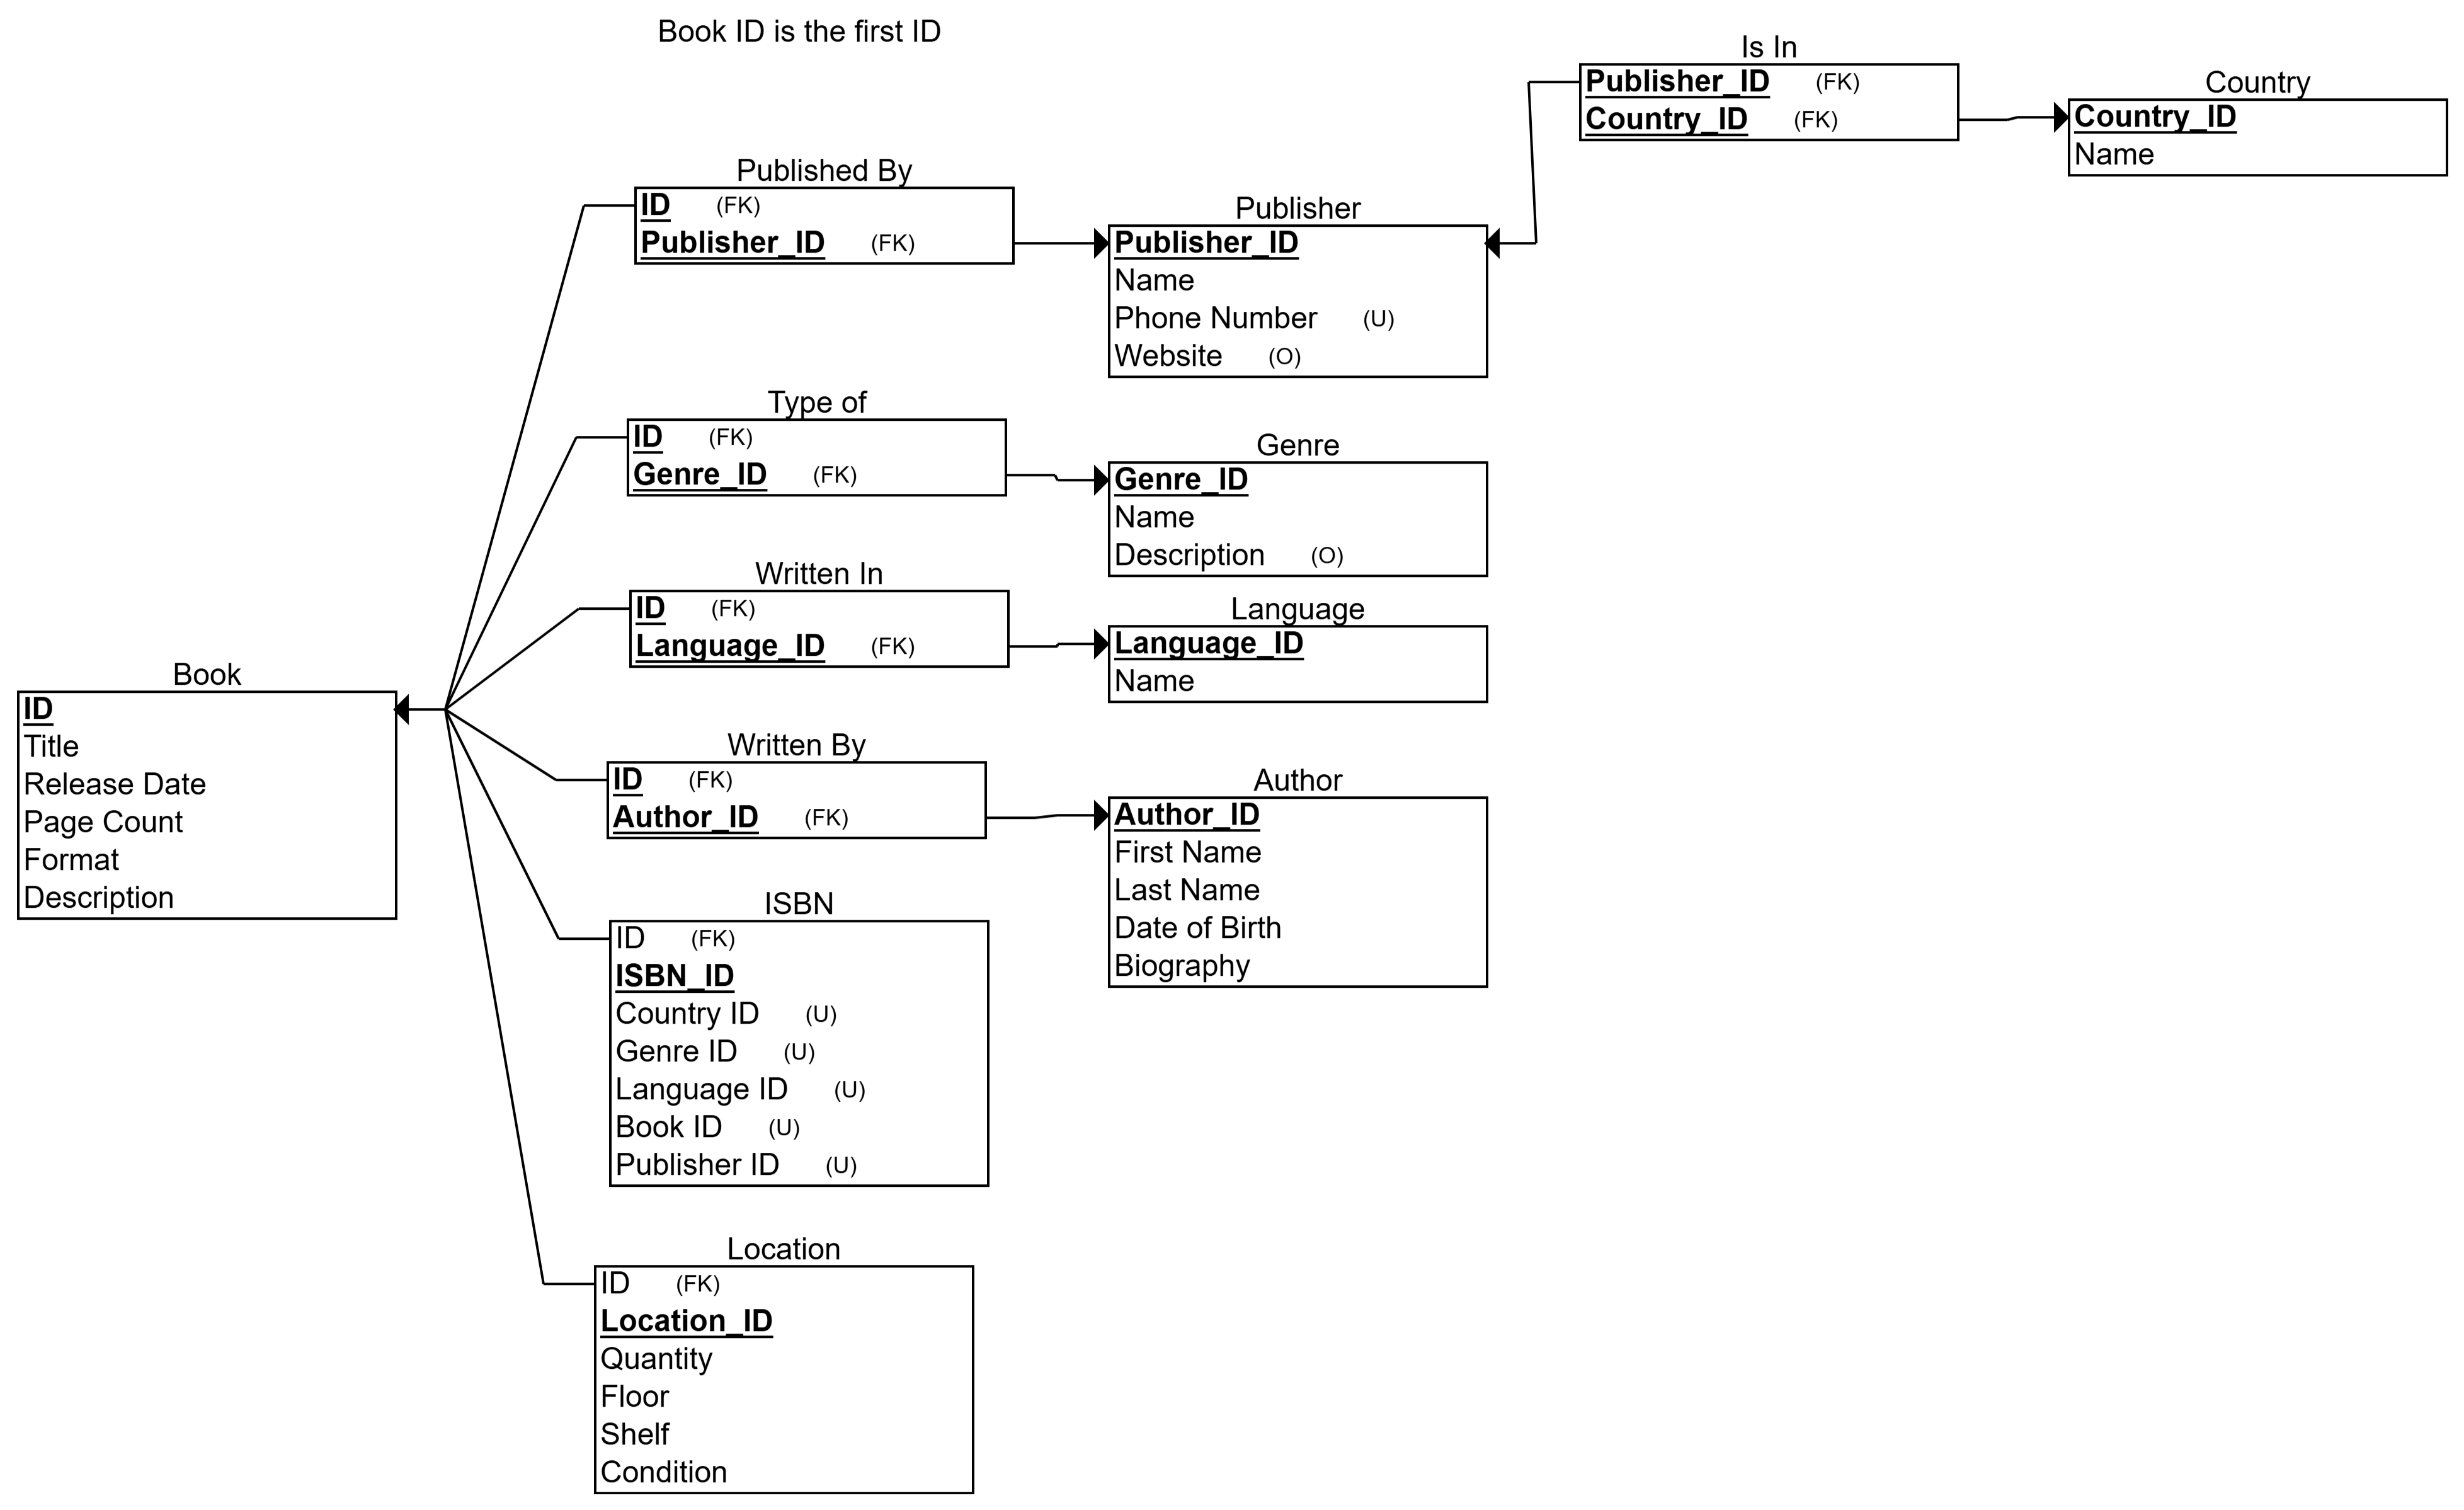 Book ID is the first ID
Is In
Publisher_ID (FK)
Country_ID (FK)
Country
Country_ID
Name
Published By
ID (FK)
Publisher_ID (FK)
Publisher
Publisher_ID
Name
Phone Number (U)
Website (O)
Type of
ID (FK)
Genre_ID (FK)
Genre
Genre_ID
Name
Description (O)
Written In
ID (FK)
Language_ID (FK)
Language
Language_ID
Name
Book
ID
Title
Release Date
Page Count
Format
Description
Written By
ID (FK)
Author_ID (FK)
Author
Author_ID
First Name
Last Name
Date of Birth
Biography
ISBN
ID (FK)
ISBN_ID
Country ID (U)
Genre ID (U)
Language ID (U)
Book ID (U)
Publisher ID (U)
Location
ID (FK)
Location_ID
Quantity
Floor
Shelf
Condition